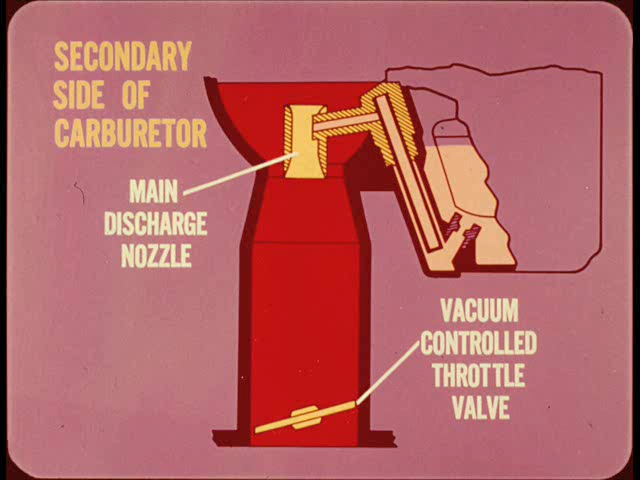 SECONDARY
SIDE OF
CARBURETOR
MAIN
DISCHARGE
NOZZLE
VACUUM
CONTROLLED
THROTTLE
VALVE